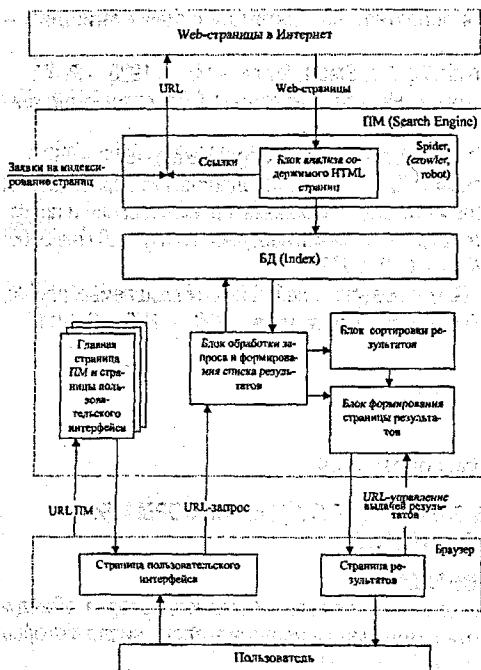 Web-страницы в Интернет
URL
Web-страницы
ПМ (Search Engine)
Spider,
(crowler,
robot)
Ссылки
Блок анализа со-
держимого HTML
страниц
Заявки на индекси-
рование страниц
БД (Index)
Главная
страница
ПМ и стра-
ницы поль-
зовательского
интерфейса
Блок обработки за-
проса и формирова-
ния списка резуль-
татов
Блок сортировки ре-
зультатов
Блок формирования
страницы результа-
тов
URL ПМ
URL-запрос
URL-управление
выдачей резуль-
татов
Браузер
Страница пользовательского
интерфейса
Страница ре-
зультатов
Пользователь